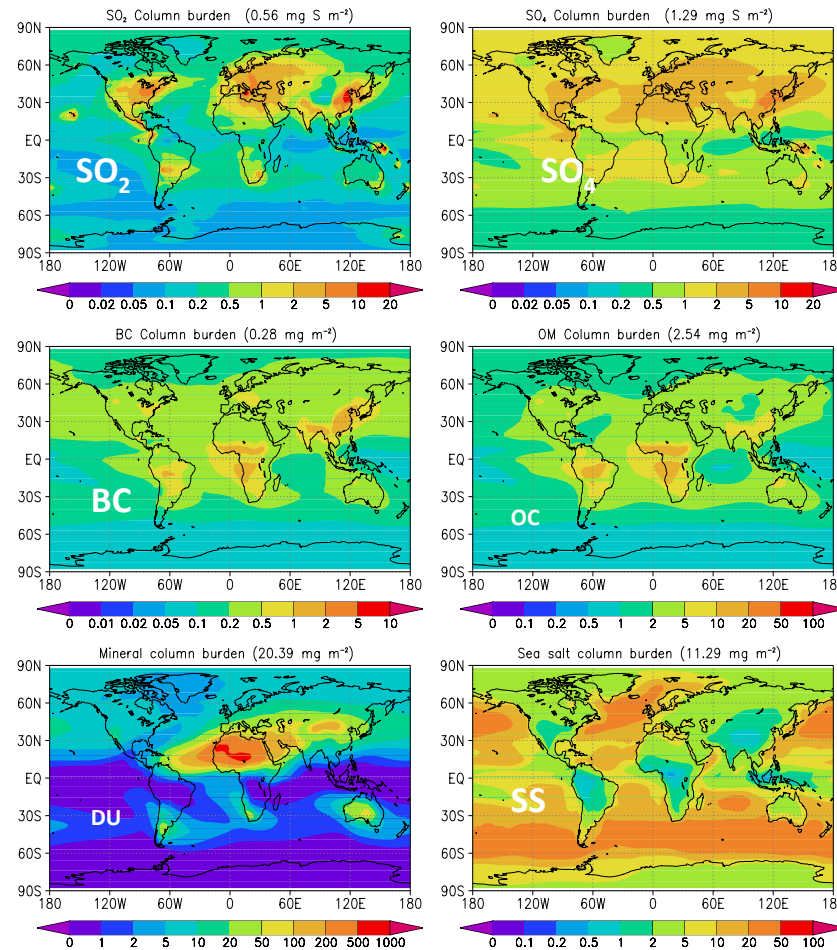 SO₂ Column burden (0.56 mg S m⁻²)
90N
60N
30N
EQ
30S
60S
90S
SO₂
180 120W 60W 0 60E 120E 180
0 0.02 0.05 0.1 0.2 0.5 1 2 5 10 20
SO₄ Column burden (1.29 mg S m⁻²)
90N
60N
30N
EQ
30S
60S
90S
SO₄
180 120W 60W 0 60E 120E 18
0 0.02 0.05 0.1 0.2 0.5 1 2 5 10 20
BC Column burden (0.28 mg m⁻²)
90N
60N
30N
EQ
30S
60S
90S
BC
180 120W 60W 0 60E 120E 180
0 0.01 0.02 0.05 0.1 0.2 0.5 1 2 5 10
OM Column burden (2.54 mg m⁻²)
90N
60N
30N
EQ
30S
60S
90S
OC
180 120W 60W 0 60E 120E 18
0 0.1 0.2 0.5 1 2 5 10 20 50 100
Mineral column burden (20.39 mg m⁻²)
90N
60N
30N
EQ
30S
60S
90S
DU
180 120W 60W 0 60E 120E 180
0 1 2 5 10 20 50 100 200 500 1000
Sea salt column burden (11.29 mg m⁻²)
90N
60N
30N
EQ
30S
60S
90S
SS
180 120W 60W 0 60E 120E 18
0 0.1 0.2 0.5 1 2 5 10 20 50 100